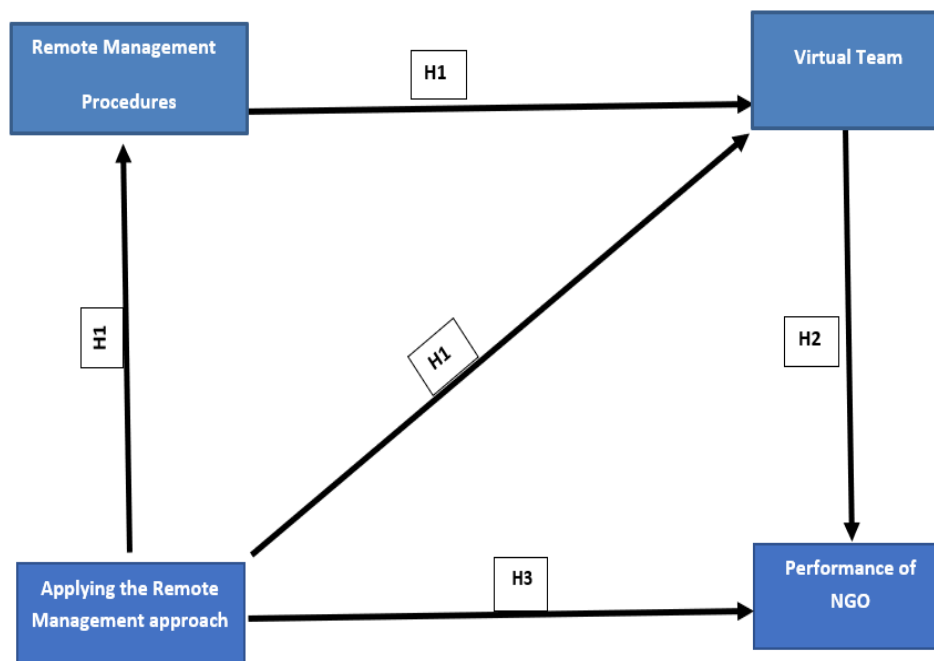 Remote Management
Procedures
H1
Virtual Team
H1
H1
H2
Applying the Remote
Management approach
H3
Performance of
NGO